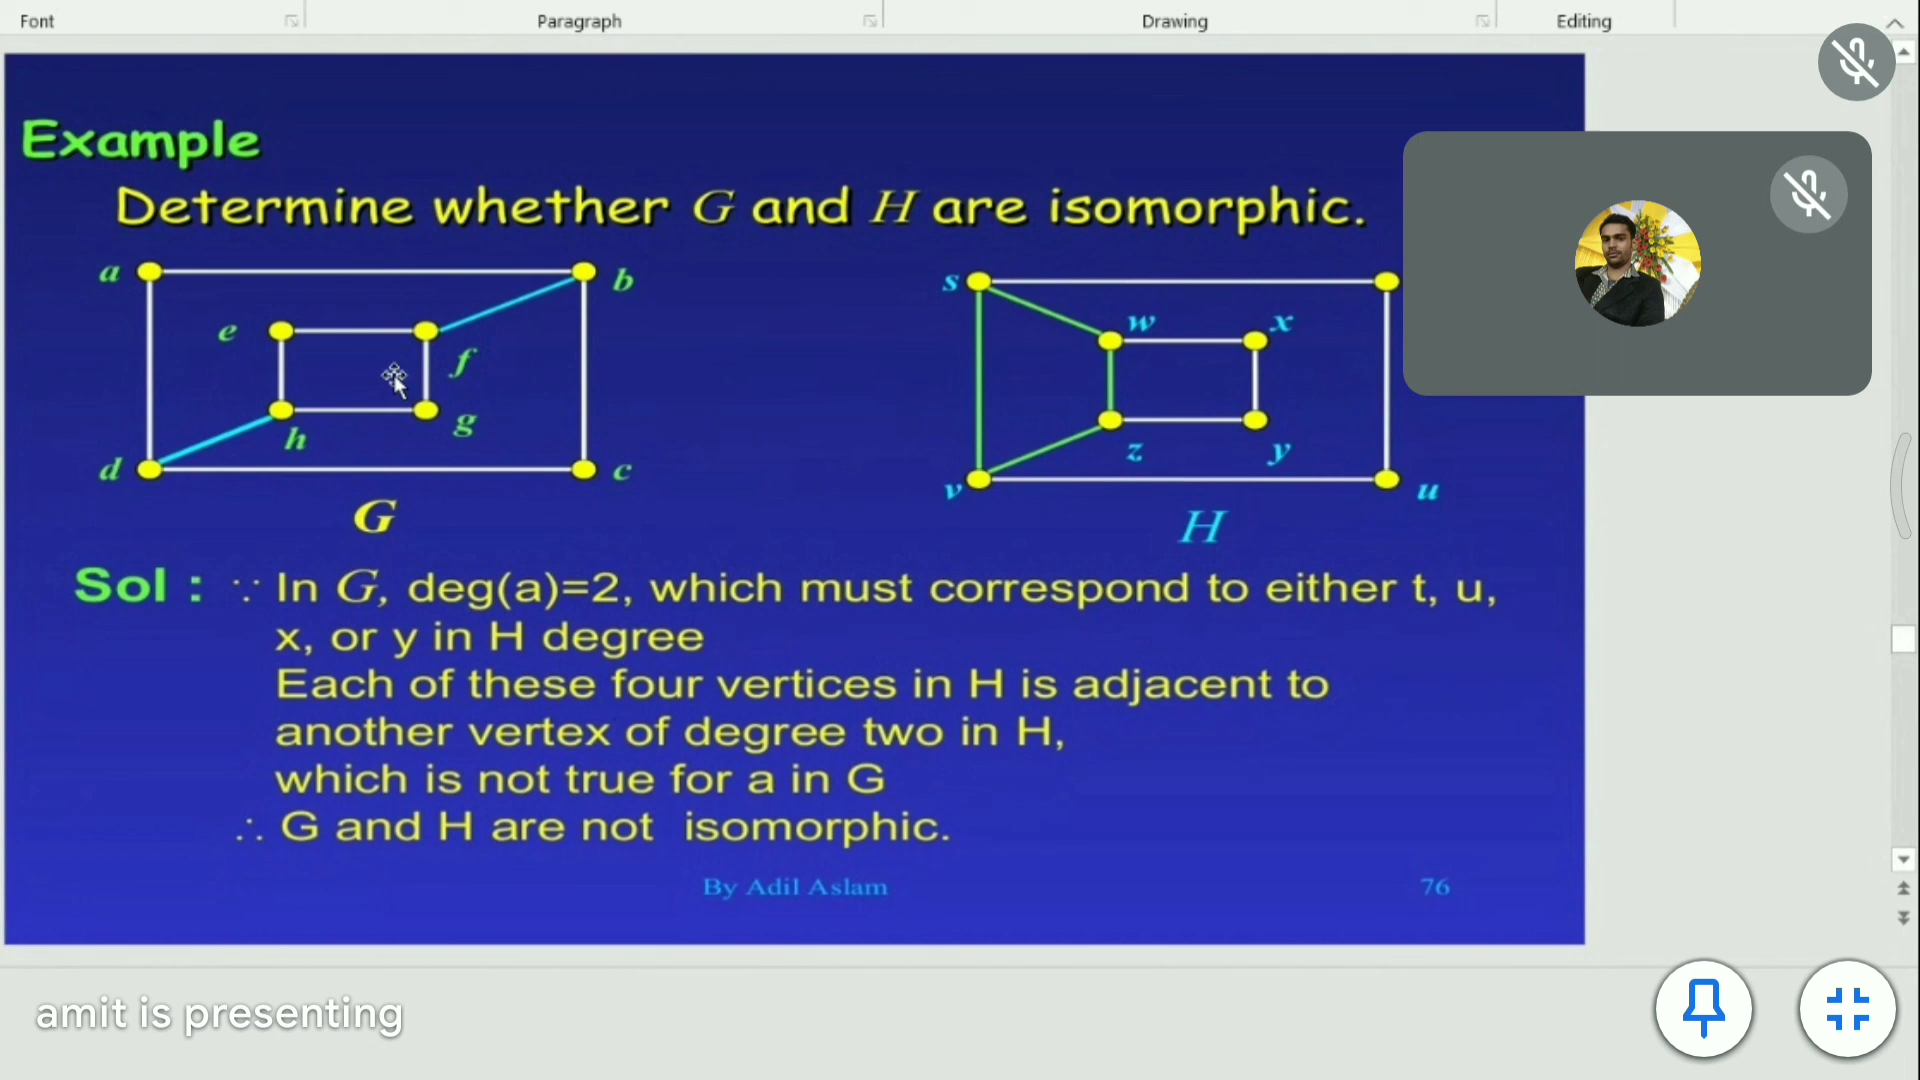 Font
Paragraph
Drawing
Editing
Example
Determine whether G and H are isomorphic.
a
b
e
f
h
g
d
c
G
s
w
x
z
y
v
u
H
Sol : ∵ In G, deg(a)=2, which must correspond to either t, u,
x, or y in H degree
Each of these four vertices in H is adjacent to
another vertex of degree two in H,
which is not true for a in G
∴ G and H are not isomorphic.
By Adil Aslam
76
amit is presenting